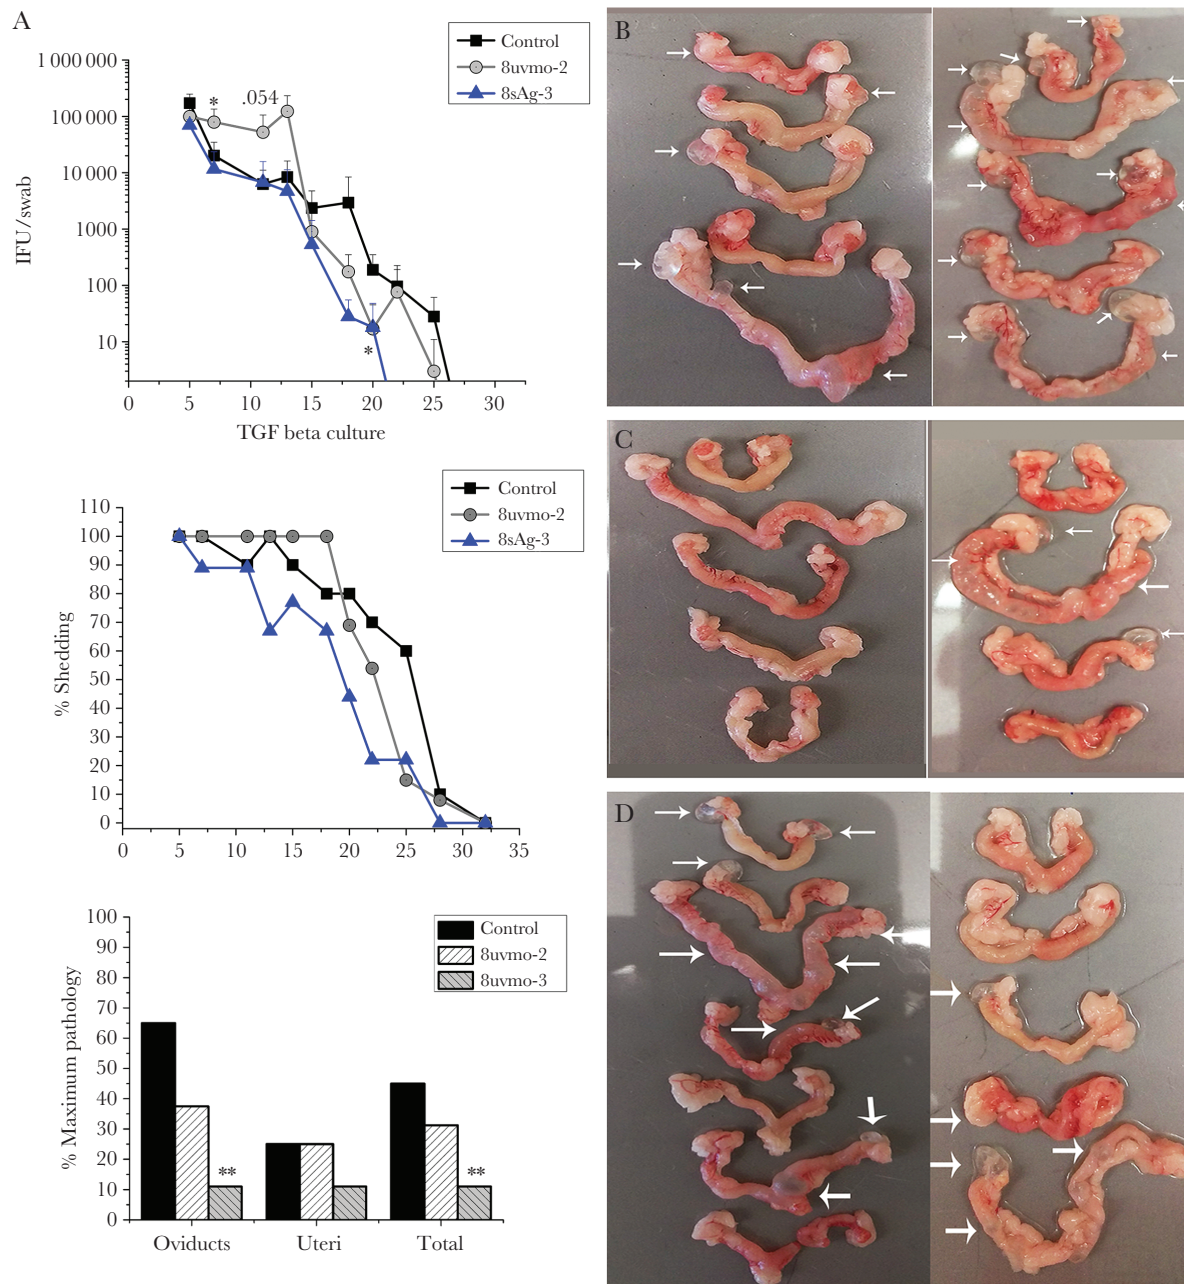 A
Control
8uvmo-2
8sAg-3
1 000 000
100 000
10 000
1000
100
10
IFU/swab
*
.054
*
0 5 10 15 20 25 30
TGF beta culture
Control
8uvmo-2
8sAg-3
110
100
90
80
70
60
50
40
30
20
10
0
% Shedding
0 5 10 15 20 25 30 35
Control
8uvmo-2
8uvmo-3
100
90
80
70
60
50
40
30
20
10
0
% Maximum pathology
** **
Oviducts Uteri Total
B
C
D